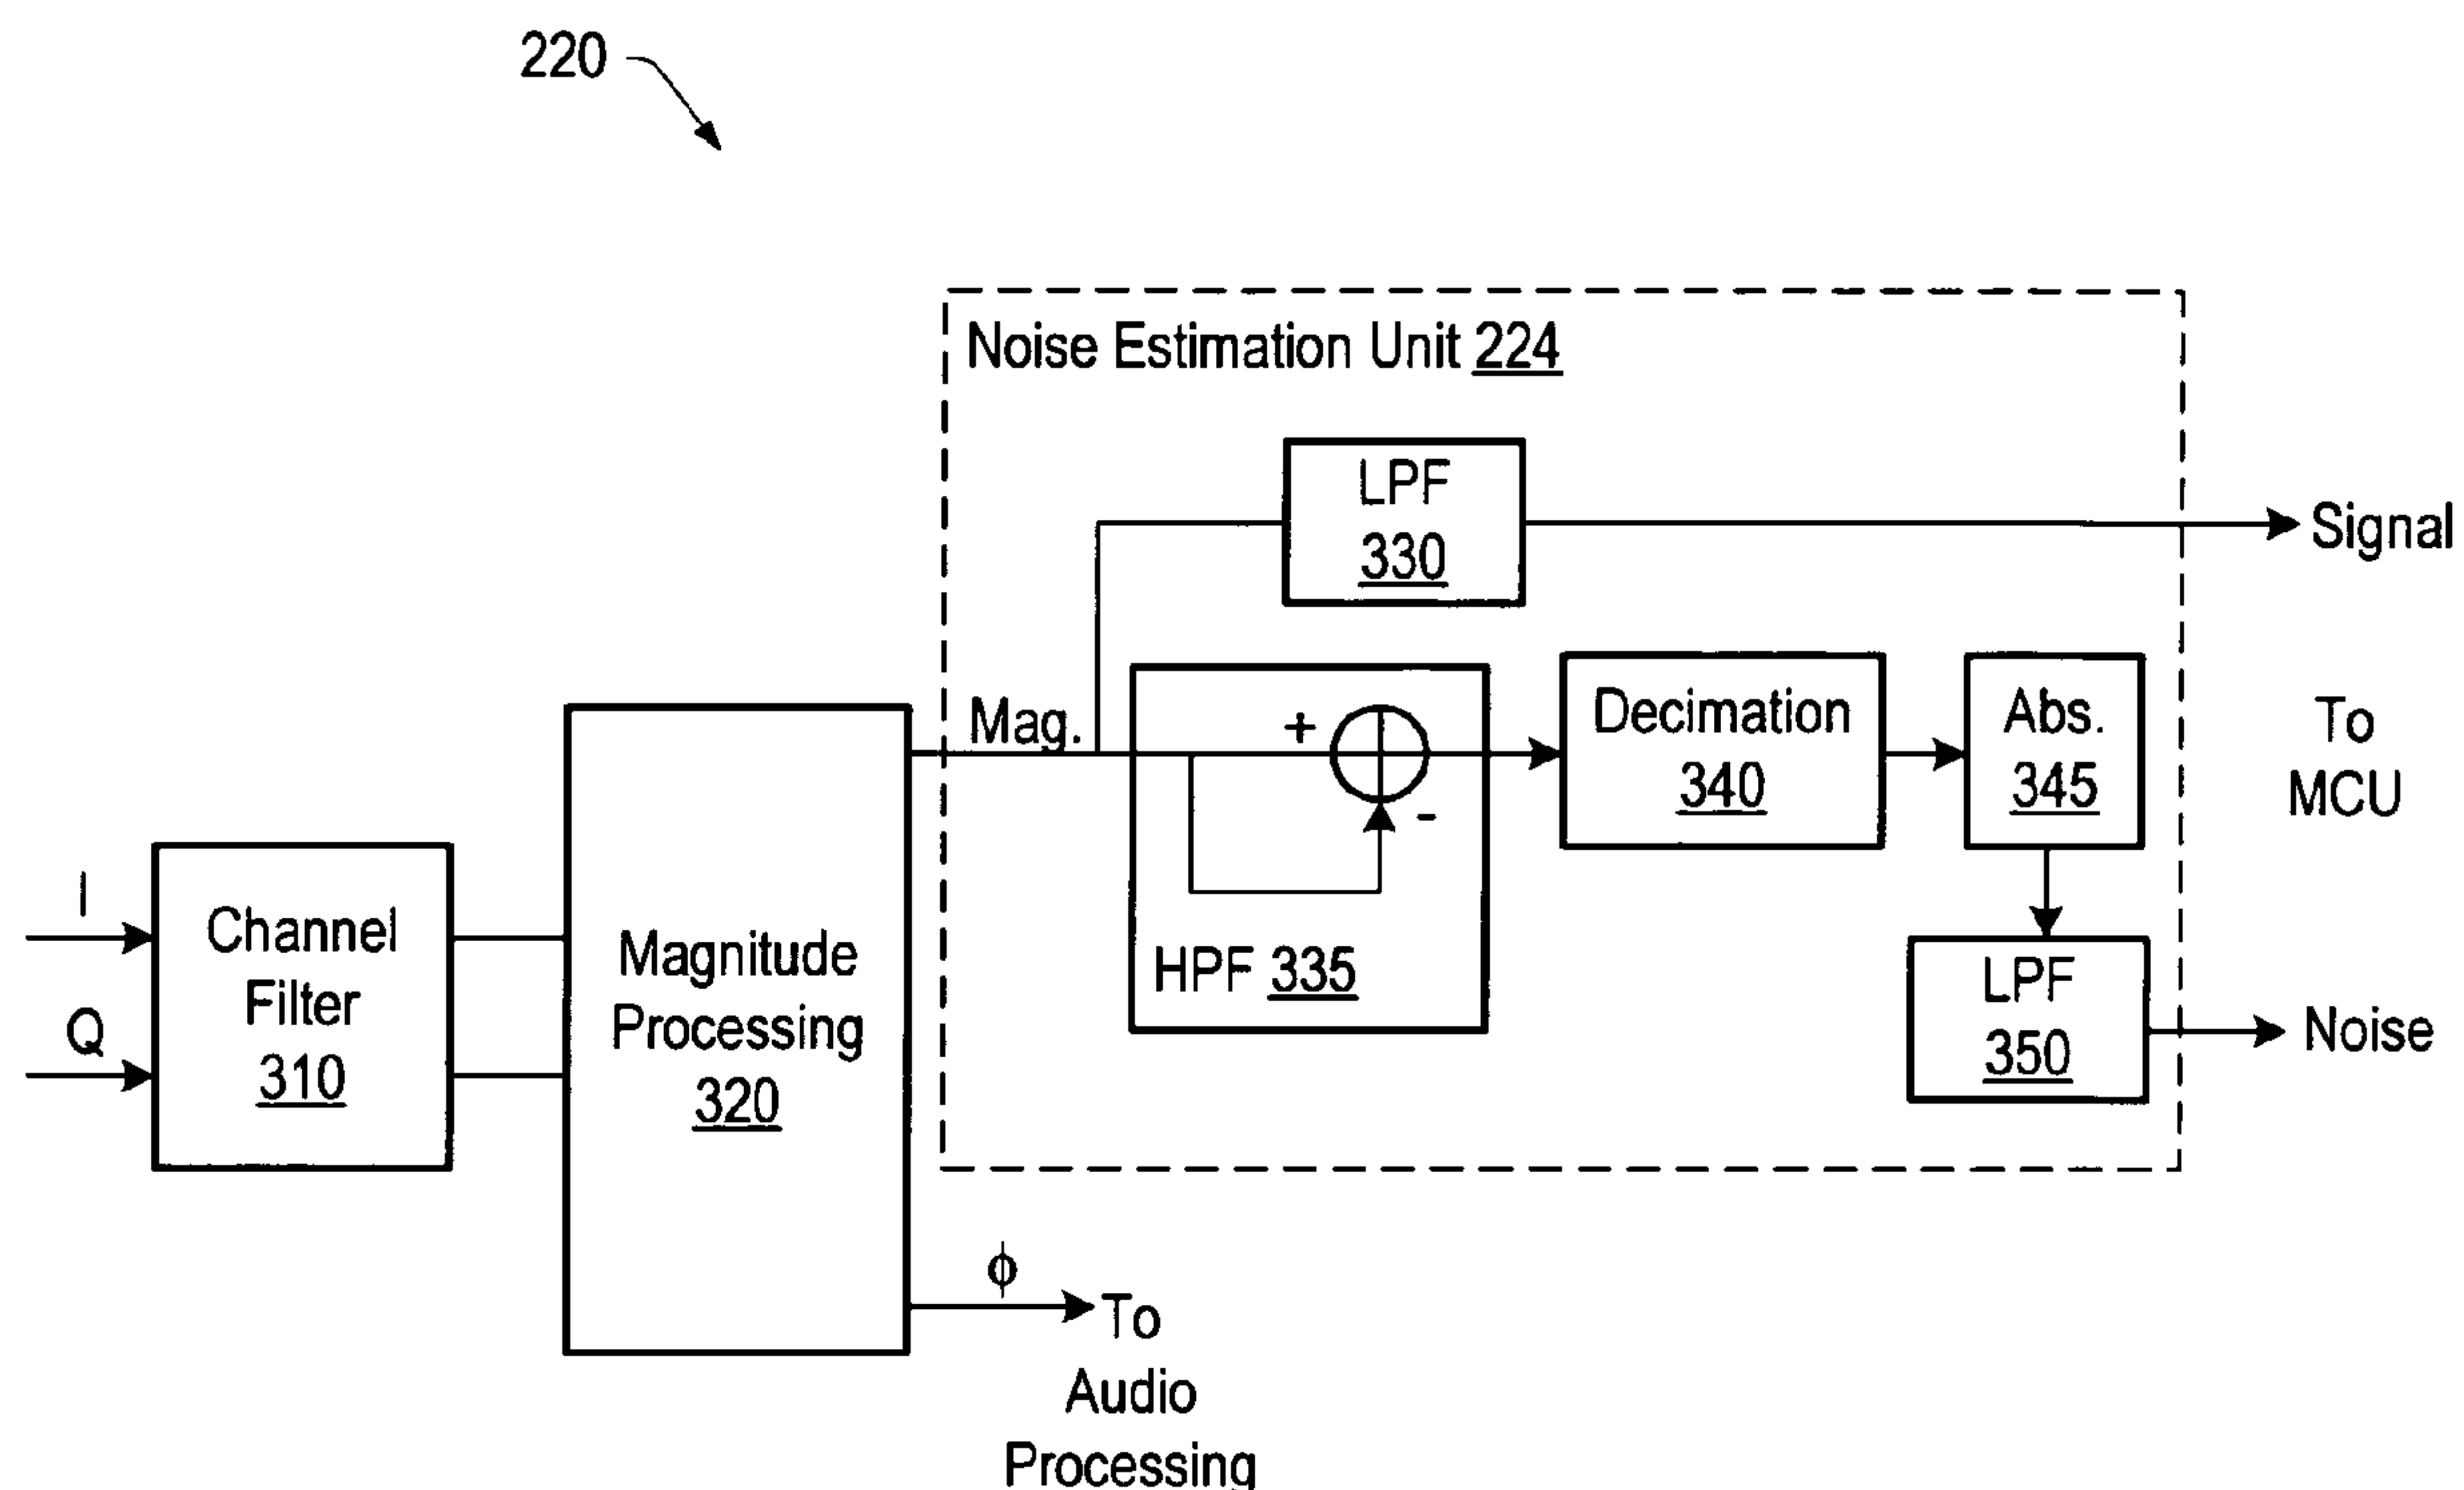 220
Noise Estimation Unit 224
LPF
330
Signal
Mag.
+
-
HPF 335
Decimation
340
Abs.
345
To
MCU
LPF
350
Noise
I
Q
Channel
Filter
310
Magnitude
Processing
320
ϕ
To
Audio
Processing